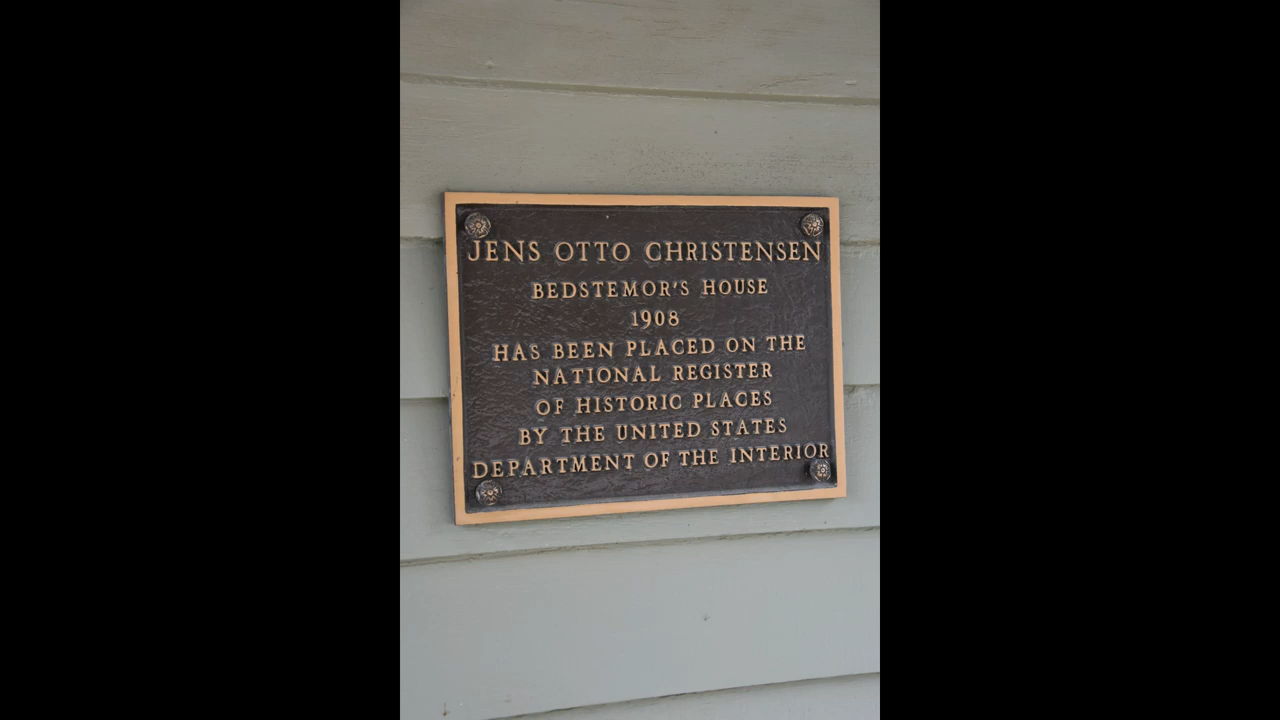 JENS OTTO CHRISTENSEN
BEDSTEMOR'S HOUSE
1908
HAS BEEN PLACED ON THE
NATIONAL REGISTER
OF HISTORIC PLACES
BY THE UNITED STATES
DEPARTMENT OF THE INTERIOR